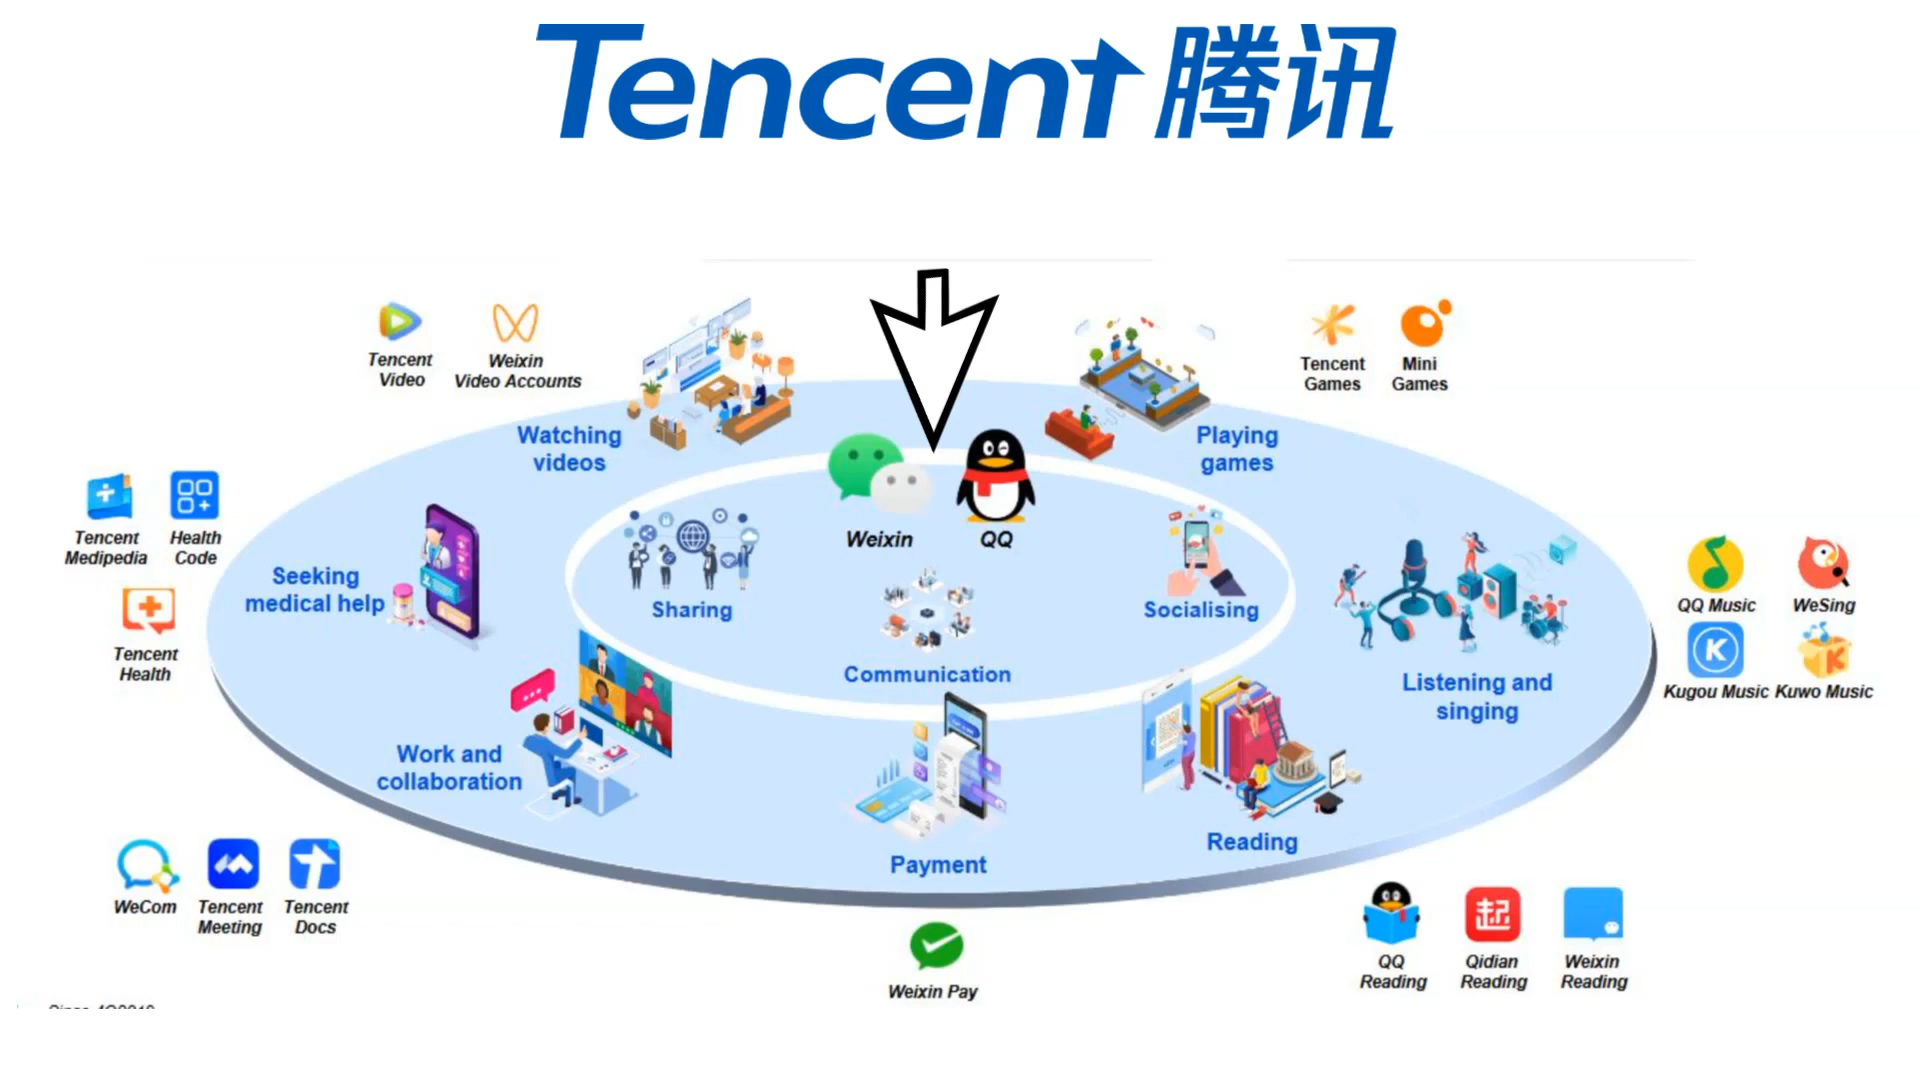 Tencent 腾讯
Tencent
Video
Weixin
Video Accounts
Tencent
Games
Mini
Games
Watching
videos
Playing
games
Tencent
Medipedia
Health
Code
Tencent
Health
Seeking
medical help
Weixin
QQ
Sharing
Socialising
Communication
QQ Music
WeSing
Kugou Music
Kuwo Music
Listening and
singing
Work and
collaboration
Payment
Reading
WeCom
Tencent
Meeting
Tencent
Docs
Weixin Pay
QQ
Reading
起
Qidian
Reading
Weixin
Reading
K
K